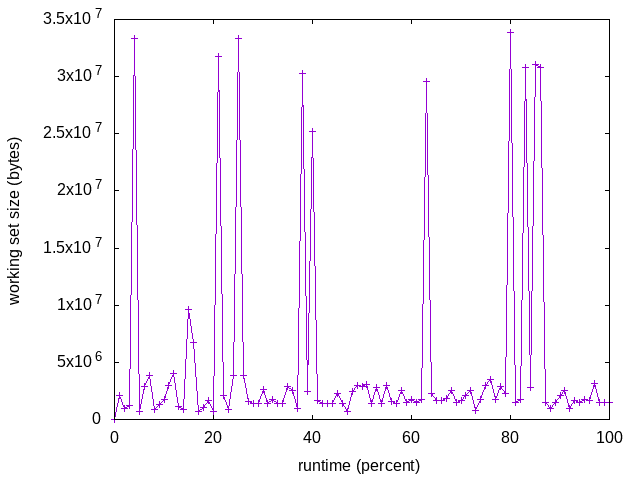 3.5x10^7
3x10^7
2.5x10^7
2x10^7
1.5x10^7
1x10^7
5x10^6
0
working set size (bytes)
0 20 40 60 80 100
runtime (percent)